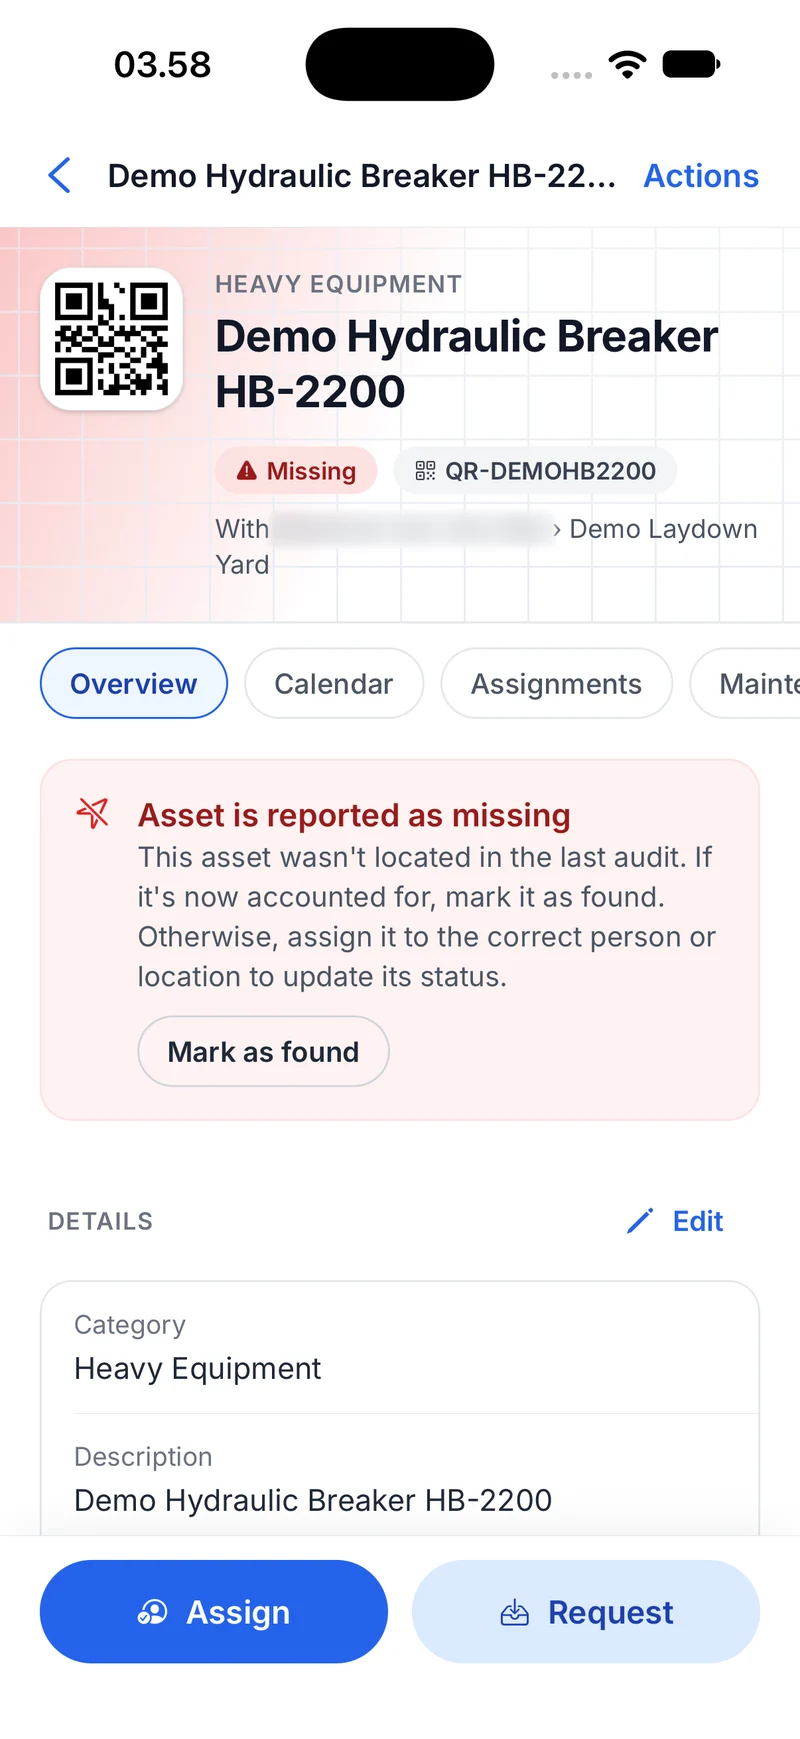 03.58
Demo Hydraulic Breaker HB-22...
Actions
HEAVY EQUIPMENT
Demo Hydraulic Breaker
HB-2200
Missing
QR-DEMOHB2200
With › Demo Laydown
Yard
Overview
Calendar
Assignments
Mainte
Asset is reported as missing
This asset wasn't located in the last audit. If
it's now accounted for, mark it as found.
Otherwise, assign it to the correct person or
location to update its status.
Mark as found
DETAILS
Edit
Category
Heavy Equipment
Description
Demo Hydraulic Breaker HB-2200
Assign
Request